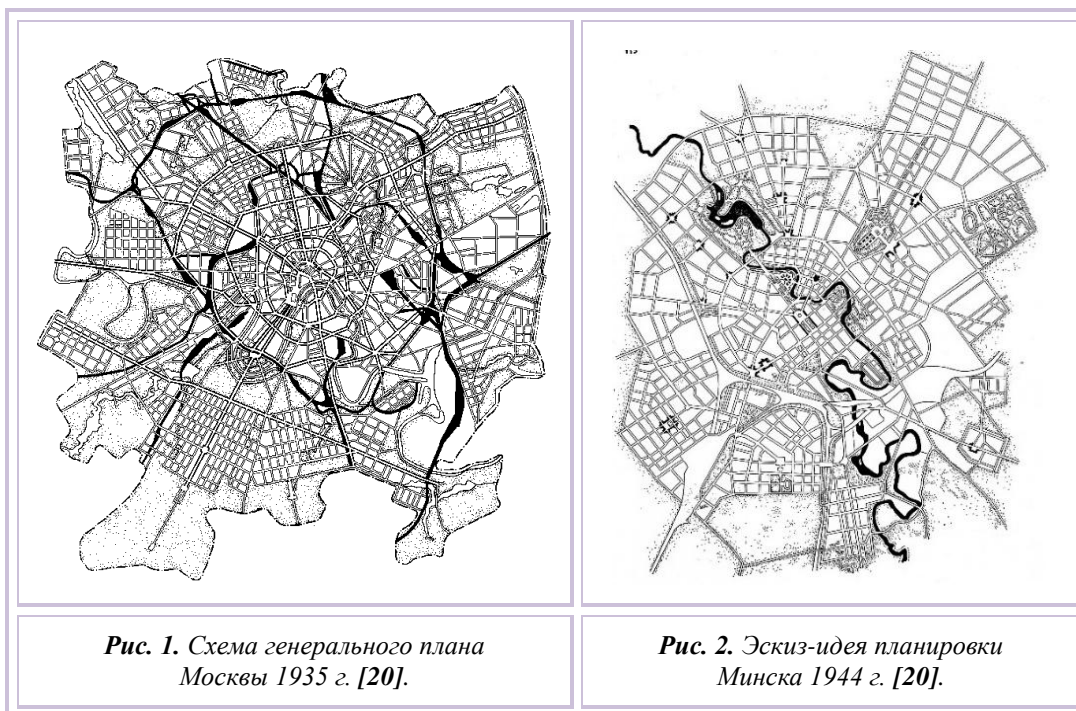 Рис. 1. Схема генерального плана
Москвы 1935 г. [20].
Рис. 2. Эскиз-идея планировки
Минска 1944 г. [20].